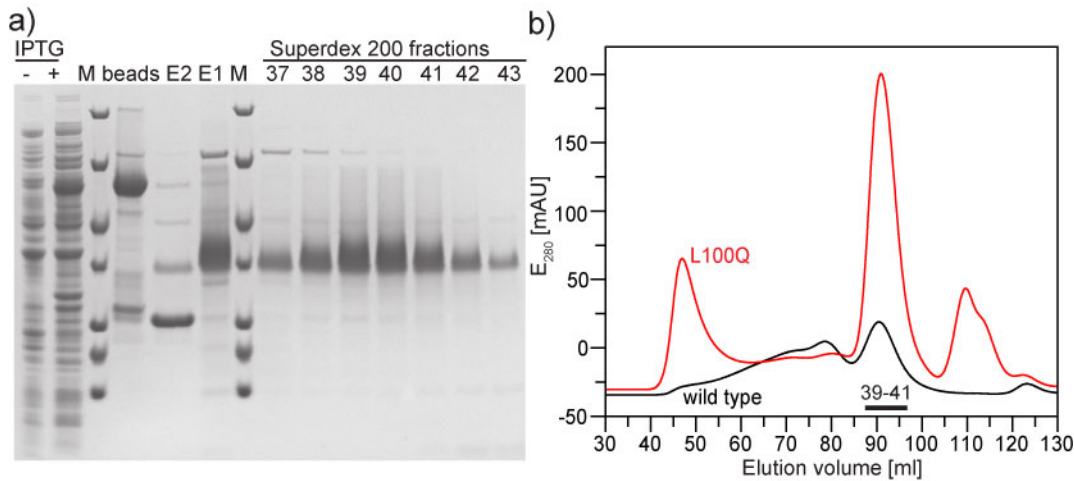 a)
IPTG
Superdex 200 fractions
- + M beads E2 E1 M 37 38 39 40 41 42 43
b)
E280 [mAU]
200
150
100
50
0
-50
L100Q
wild type
39-41
30 40 50 60 70 80 90 100 110 120 130
Elution volume [ml]